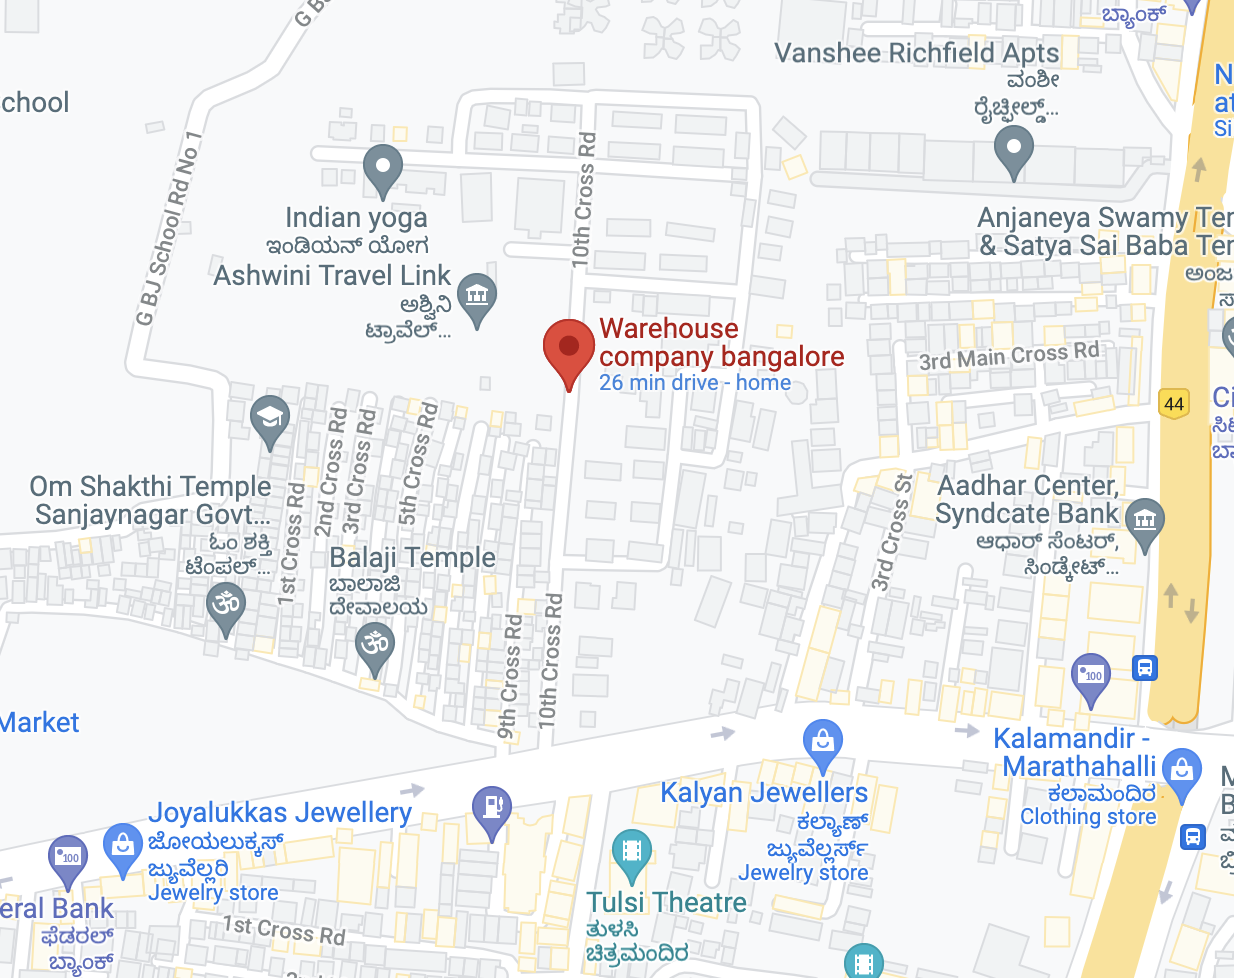 G B
ಬ್ಯಾಂಕ್
Vanshee Richfield Apts
ವಂಶೀ
ರೈಚ್ಫೀಲ್ಡ್...
chool
N
at
Si
G BJ School Rd No 1
10th Cross Rd
Indian yoga
ಇಂಡಿಯನ್ ಯೋಗ
Anjaneya Swamy Ter
& Satya Sai Baba Ter
ಅಂಜ
ಸಾ
Ashwini Travel Link
ಅಶ್ವಿನಿ
ಟ್ರಾವೆಲ್...
Warehouse
company bangalore
26 min drive - home
3rd Main Cross Rd
44
Ci
ಸಿಟಿ
ಬಾ
1st Cross Rd
2nd Cross Rd
3rd Cross Rd
5th Cross Rd
Om Shakthi Temple
Sanjaynagar Govt...
ಓಂ ಶಕ್ತಿ
ಟೆಂಪಲ್...
Aadhar Center,
Syndcate Bank
ಆಧಾರ್ ಸೆಂಟರ್,
ಸಿಂಡ್ಕೇಟ್...
3rd Cross St
Balaji Temple
ಬಾಲಾಜಿ
ದೇವಾಲಯ
9th Cross Rd
10th Cross Rd
100
Market
Kalamandir -
Marathahalli
ಕಲಾಮಂದಿರ
Clothing store
M
B
Kalyan Jewellers
ಕಲ್ಯಾಣ್
ಜ್ಯುವೆಲ್ಲರ್ಸ್
Jewelry store
Joyalukkas Jewellery
ಜೋಯಲುಕ್ಕಸ್
ಜ್ಯುವೆಲ್ಲರಿ
Jewelry store
100
eral Bank
ಫೆಡರಲ್
ಬ್ಯಾಂಕ್
Tulsi Theatre
ತುಳಸಿ
ಚಿತ್ರಮಂದಿರ
1st Cross Rd